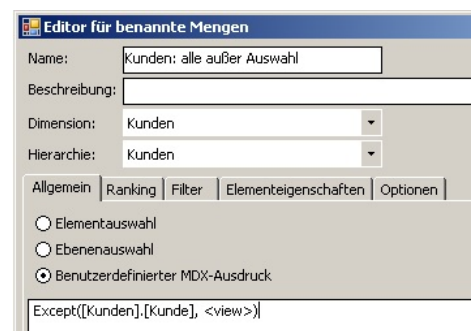 Editor für benannte Mengen
Name: Kunden: alle außer Auswahl
Beschreibung:
Dimension: Kunden
Hierarchie: Kunden
Allgemein Ranking Filter Elementeigenschaften Optionen
Elementauswahl
Ebenenauswahl
Benutzerdefinierter MDX-Ausdruck
Except([Kunden].[Kunde], <view>)